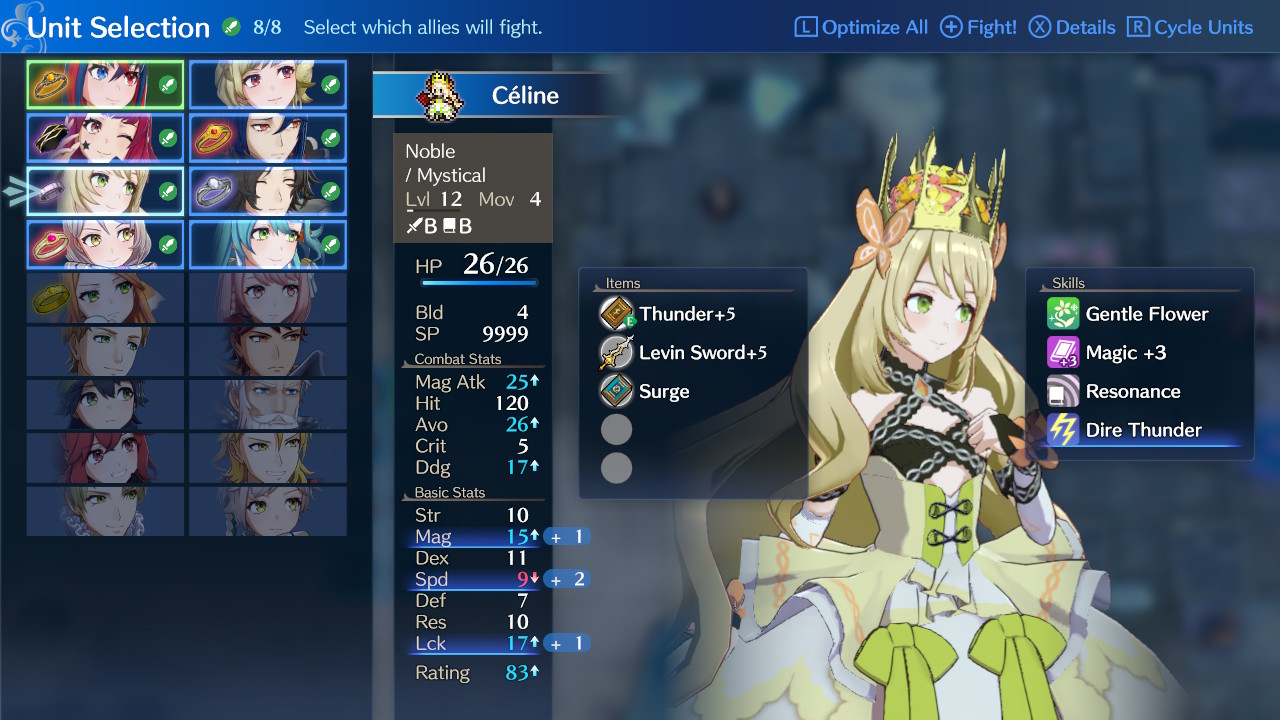 Unit Selection 8/8 Select which allies will fight. L Optimize All + Fight! X Details R Cycle Units
Céline
Noble
/ Mystical
Lvl 12 Mov 4
B B
HP 26/26
Bld 4
SP 9999
Combat Stats
Mag Atk 25
Hit 120
Avo 26
Crit 5
Ddg 17
Basic Stats
Str 10
Mag 15 + 1
Dex 11
Spd 9 + 2
Def 7
Res 10
Lck 17 + 1
Rating 83
Items
E Thunder+5
Levin Sword+5
Surge
Skills
Gentle Flower
+3 Magic +3
Resonance
Dire Thunder